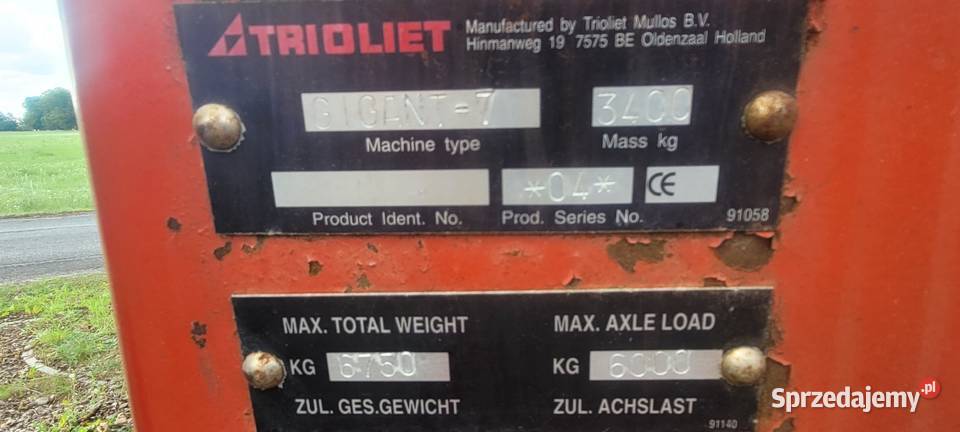 TRIOLIET
Manufactured by Trioliet Mullos B.V.
Hinmanweg 19 7575 BE Oldenzaal Holland
GIGANT-7 3400
Machine type Mass kg
*04* CE
Product Ident. No. Prod. Series No. 91058
MAX. TOTAL WEIGHT MAX. AXLE LOAD
KG 6750 KG 6000
ZUL. GES.GEWICHT ZUL. ACHSLAST
91140
Sprzedajemy.pl